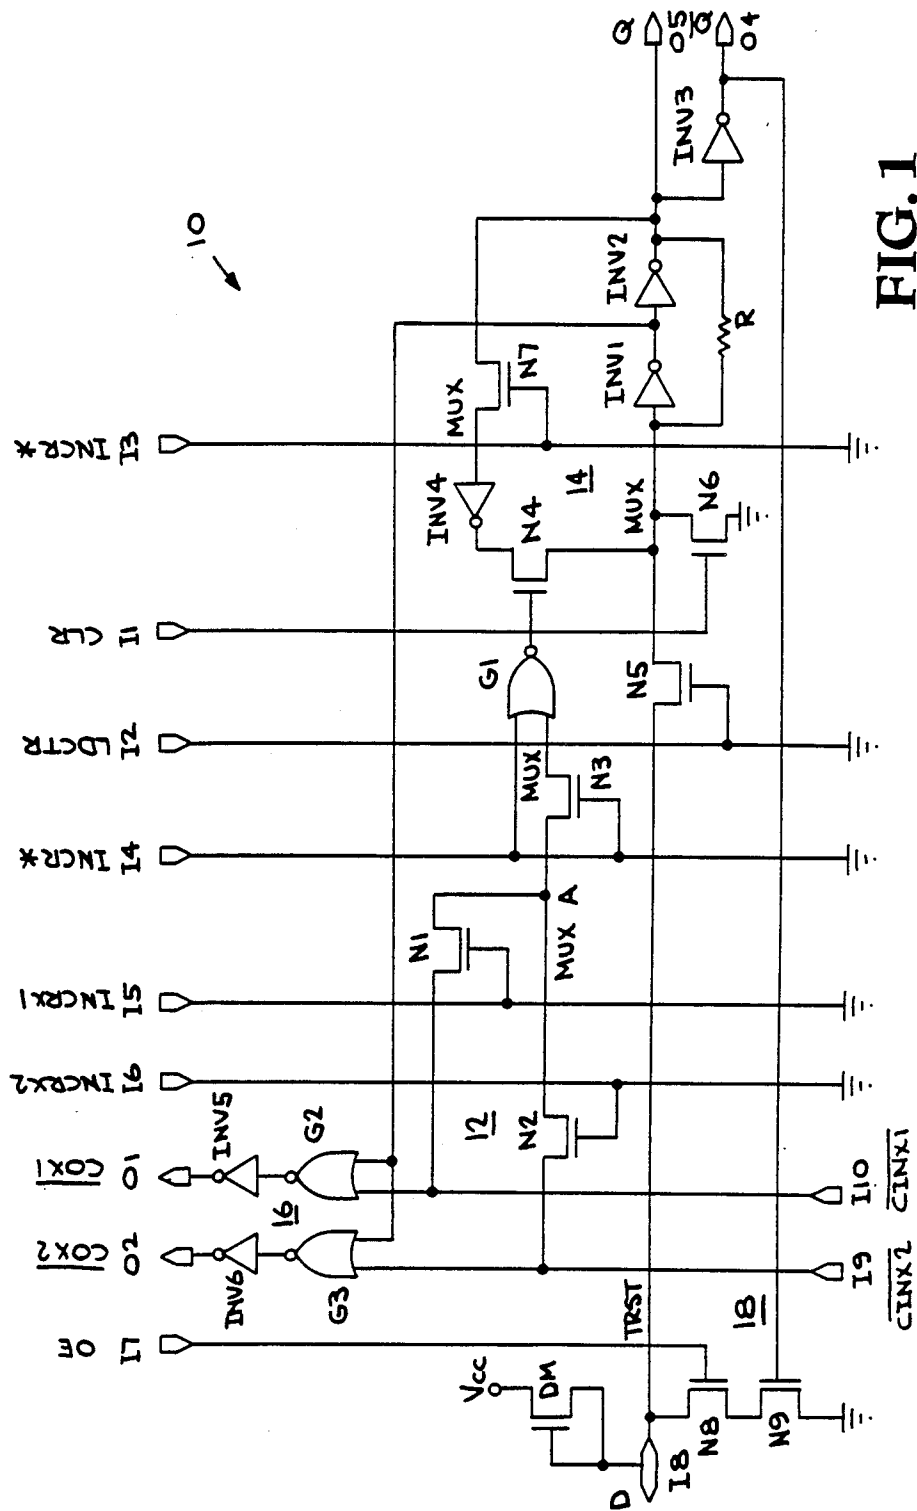 10
Q
O5
Q
O4
INV3
INV2
INV1
R
N7
MUX
INV4
N4
14
MUX
N6
G1
N5
MUX
N3
A
MUX
N1
N2
12
INV5
G2
16
INV6
G3
INCR* I3
CLR I1
LDCTR I2
INCR* I4
INCRX1 I5
INCRX2 I6
COX1 O1
COX2 O2
OE I7
I10 CINX1
I9 CINX2
TRST
18
Vcc
DM
N8
N9
D
I8
FIG. 1